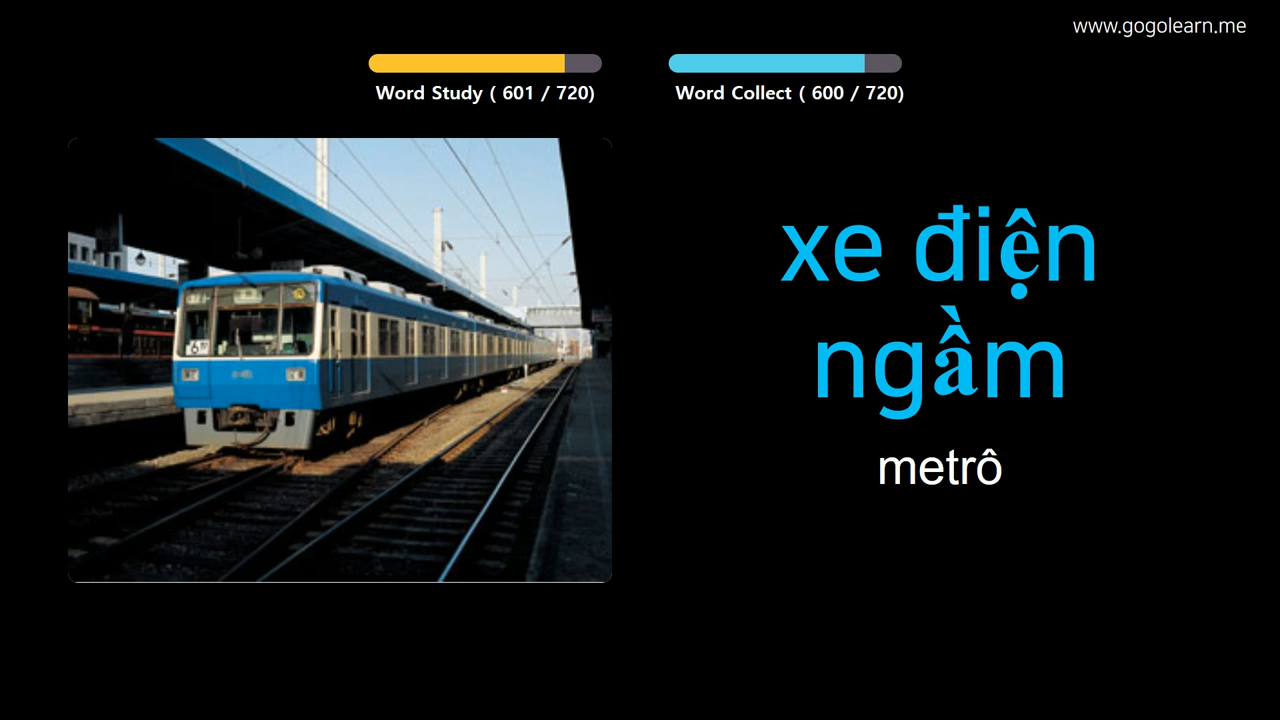 www.gogolearn.me
Word Study ( 601 / 720)
Word Collect ( 600 / 720)
xe điện
ngầm
metrô